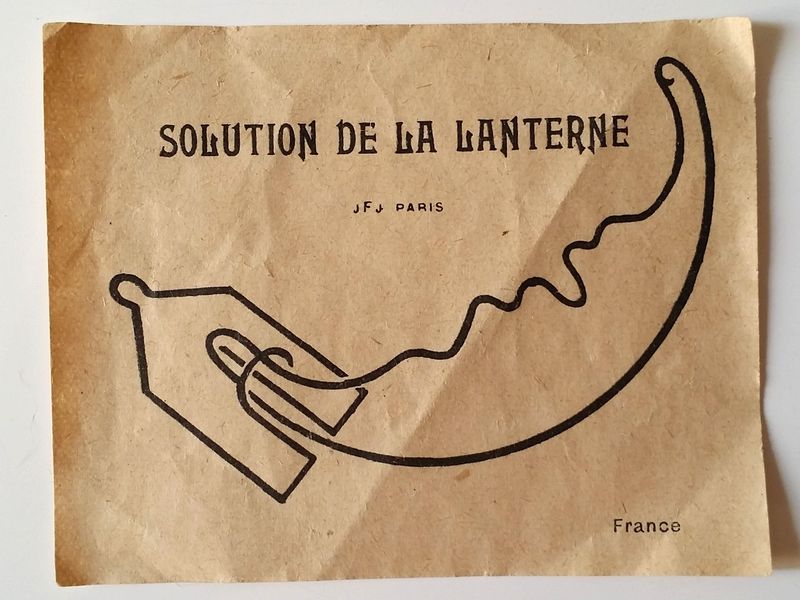 SOLUTION DE LA LANTERNE
JFJ PARIS
France